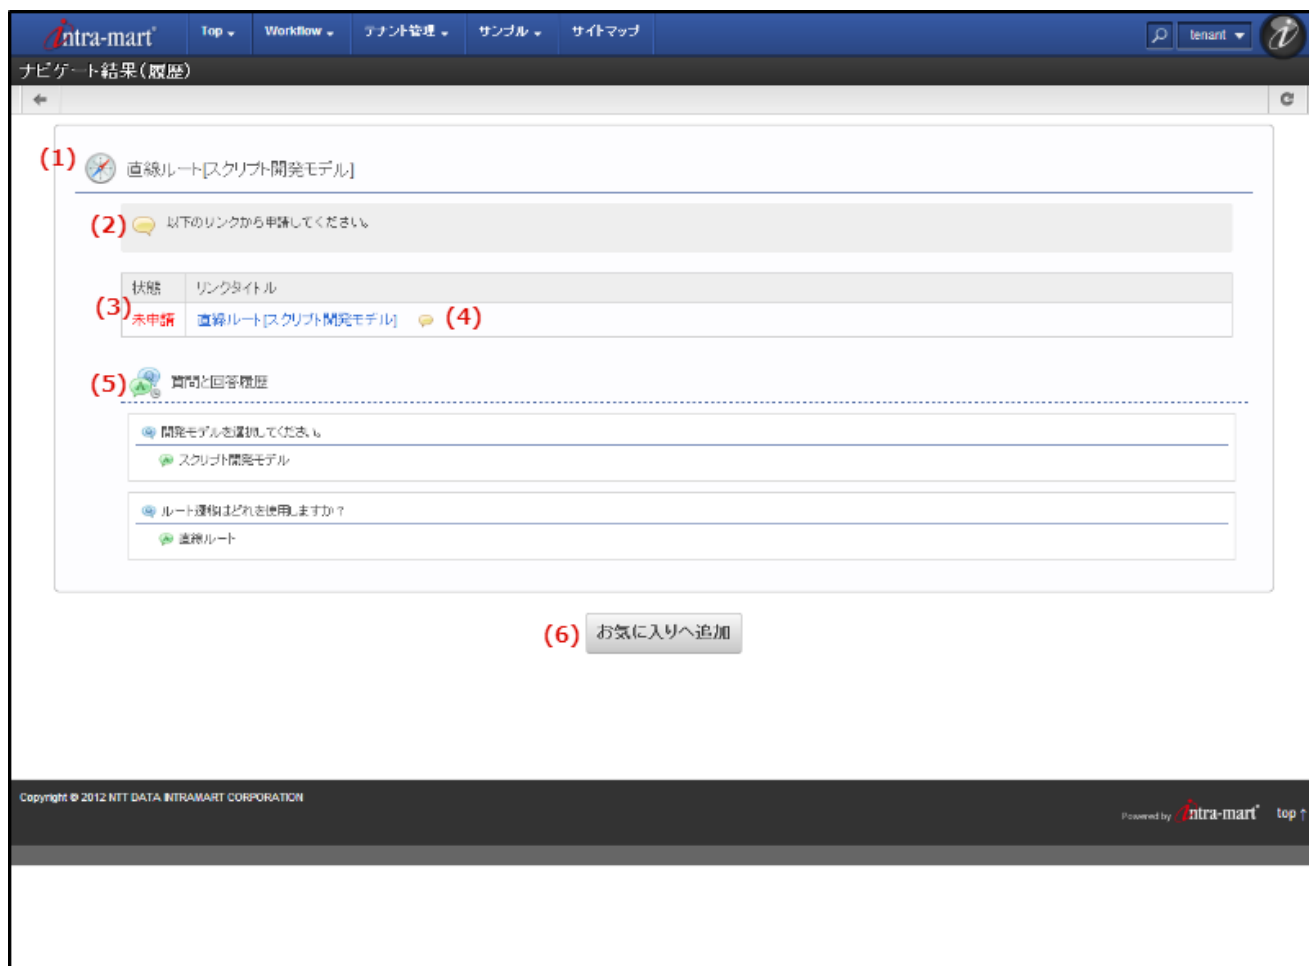 intra-mart Top Workflow テナント管理 サンプル サイトマップ tenant
ナビゲート結果(履歴)
(1) 直線ルート[スクリプト開発モデル]
(2) 以下のリンクから申請してください。
状態 リンクタイトル
(3) 未申請 直線ルート[スクリプト開発モデル] (4)
(5) 質問と回答履歴
開発モデルを選択してください。
スクリプト開発モデル
ルート遷移はどれを使用しますか?
直線ルート
(6) お気に入りへ追加
Copyright © 2012 NTT DATA INTRAMART CORPORATION
Powered by intra-mart top ↑